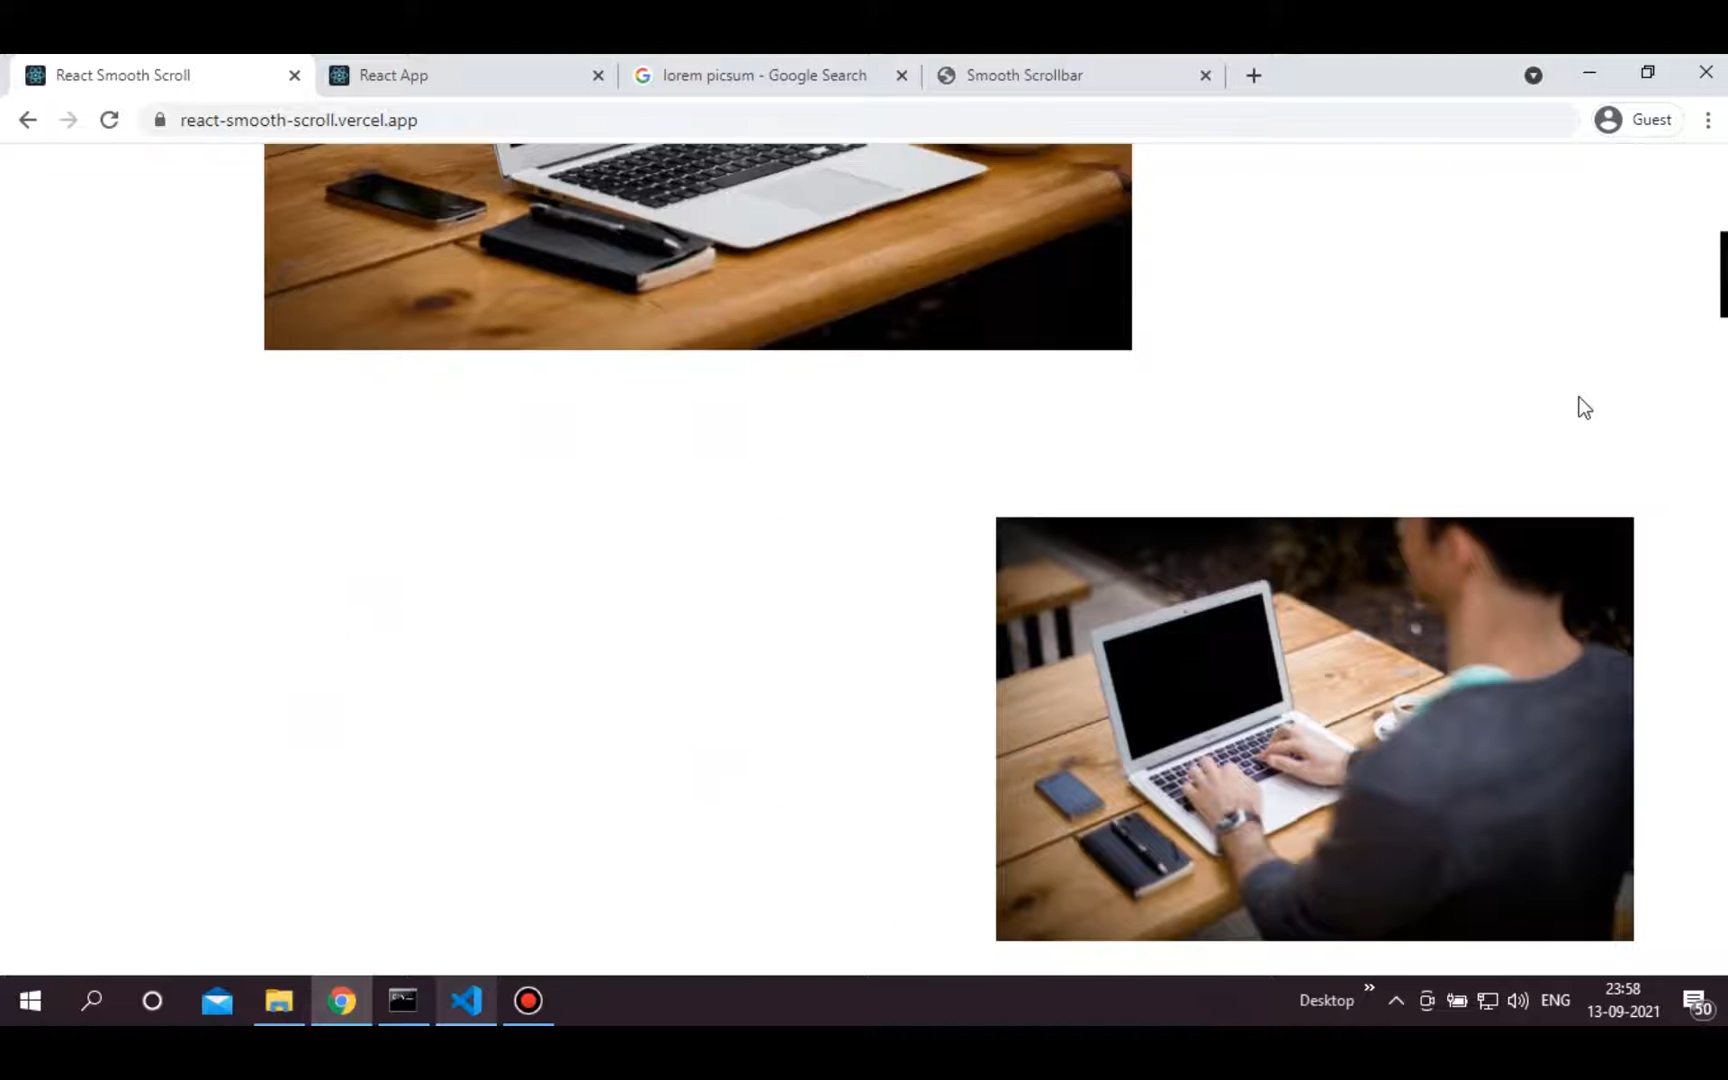 React Smooth Scroll
React App
lorem picsum - Google Search
Smooth Scrollbar
react-smooth-scroll.vercel.app
Guest
Desktop
ENG
23:58
13-09-2021
50